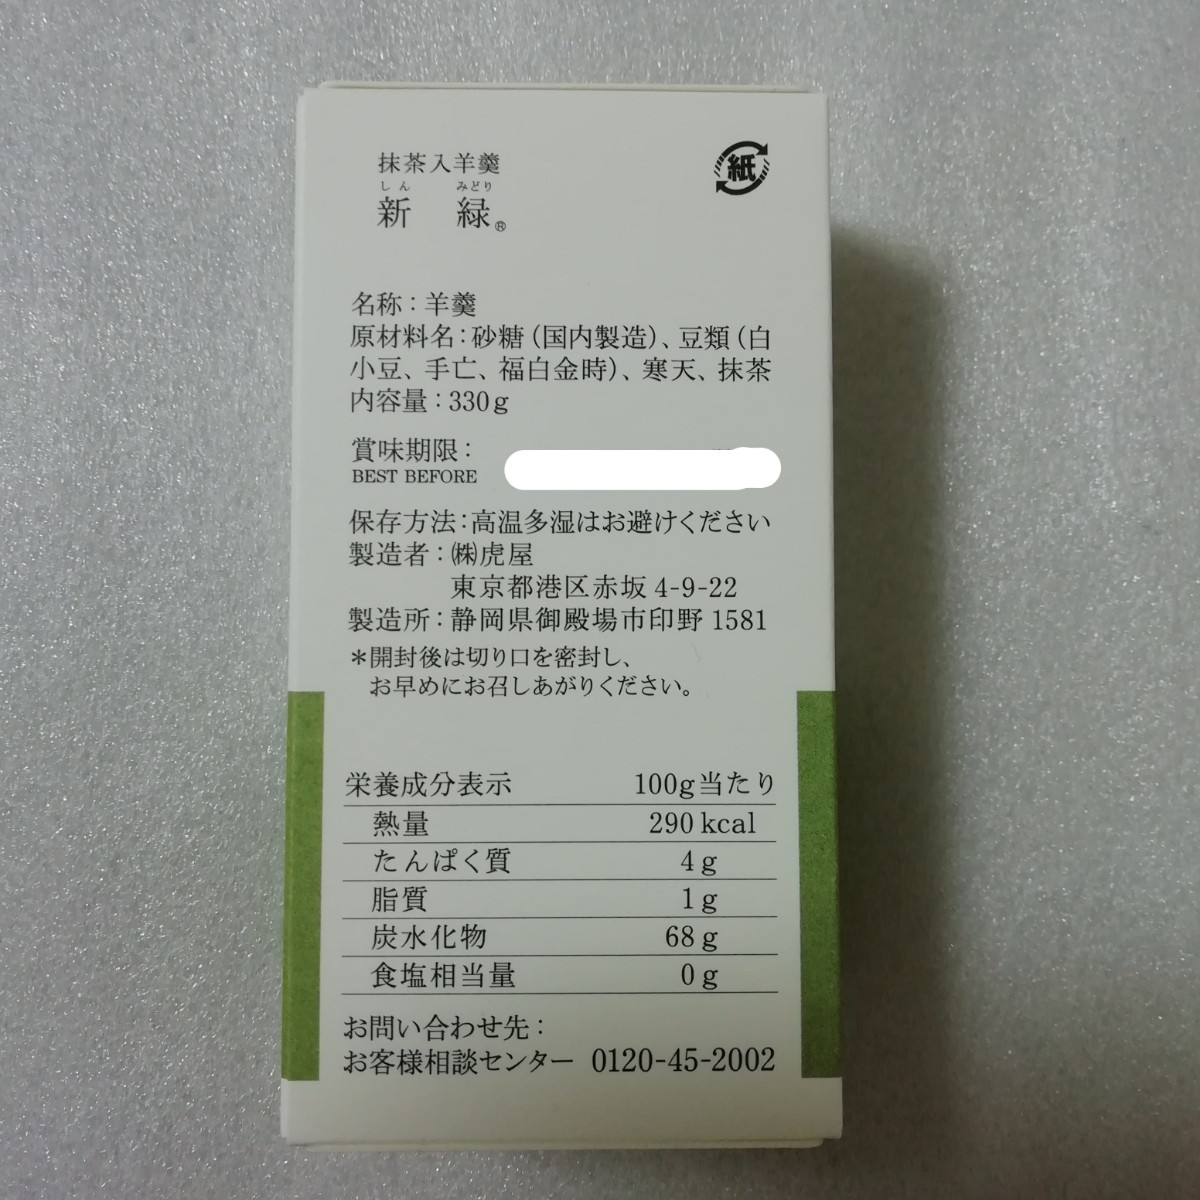 抹茶入羊羹
紙
しん みどり
新 緑®
名称：羊羹
原材料名：砂糖（国内製造）、豆類（白
小豆、手亡、福白金時）、寒天、抹茶
内容量：330g
賞味期限：
BEST BEFORE
保存方法：高温多湿はお避けください
製造者：㈱虎屋
東京都港区赤坂 4-9-22
製造所：静岡県御殿場市印野 1581
＊開封後は切り口を密封し、
お早めにお召しあがりください。
栄養成分表示 100g当たり
熱量 290 kcal
たんぱく質 4 g
脂質 1 g
炭水化物 68 g
食塩相当量 0 g
お問い合わせ先：
お客様相談センター 0120-45-2002